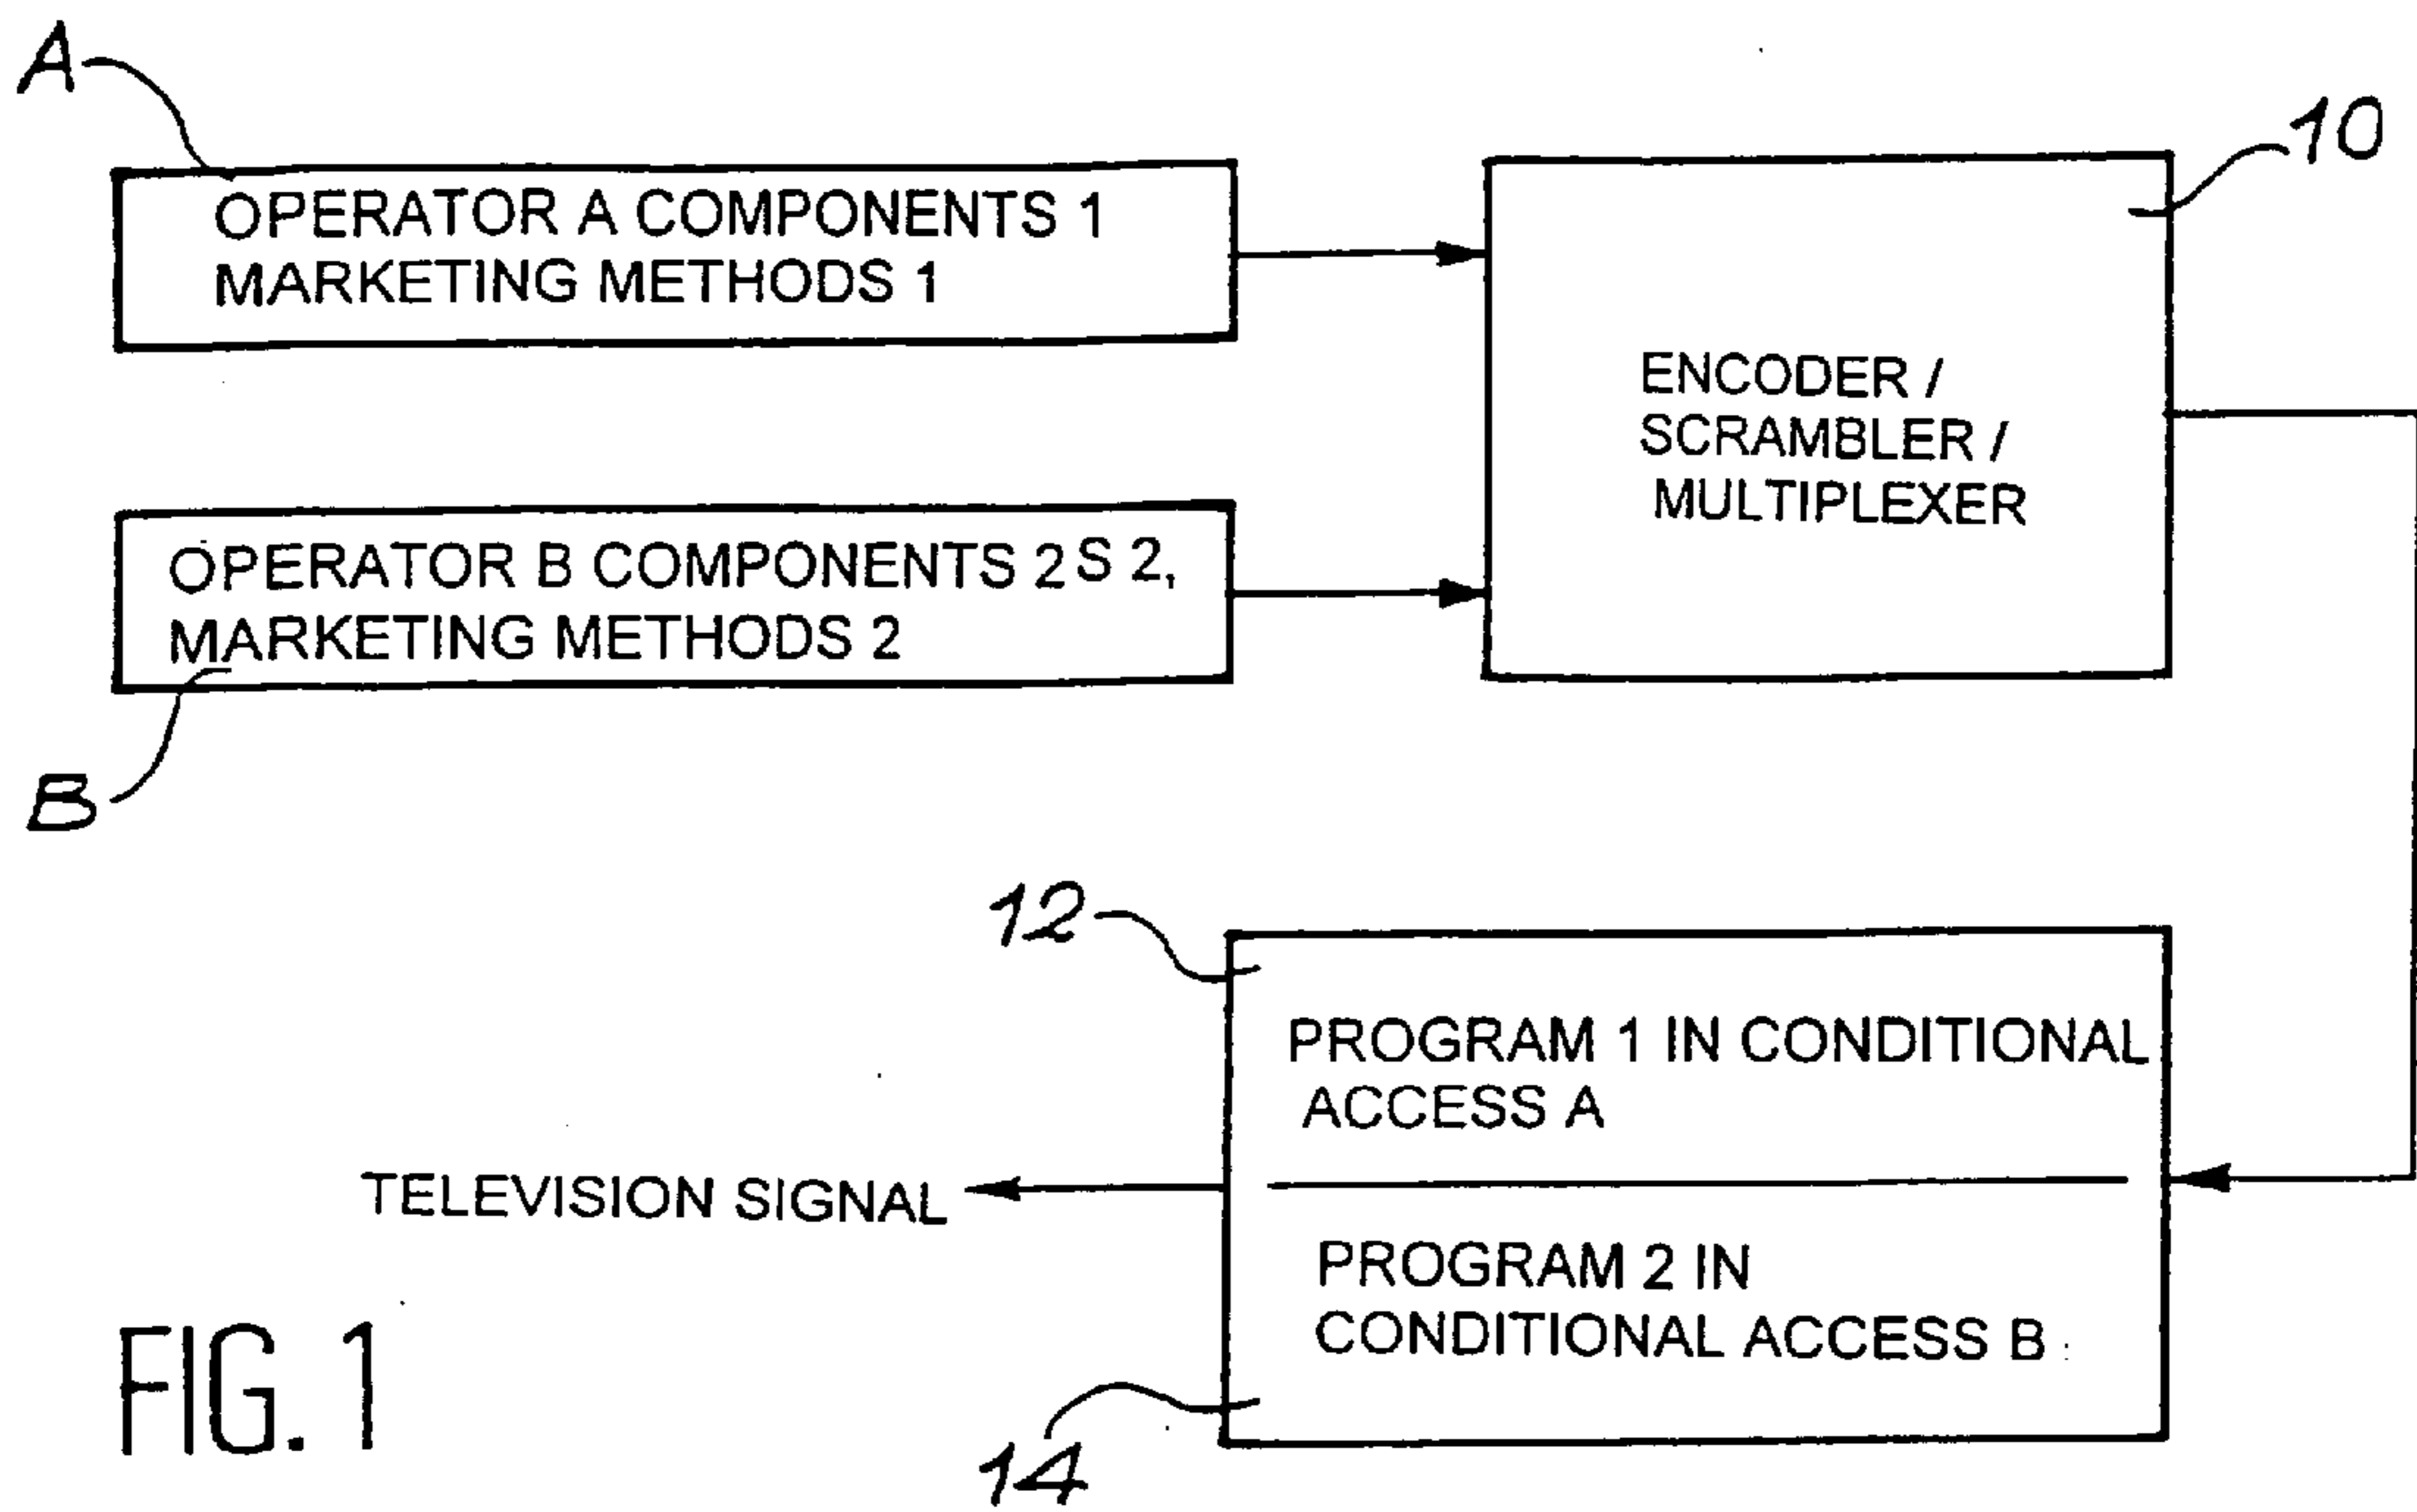 A
OPERATOR A COMPONENTS 1
MARKETING METHODS 1
10
ENCODER /
SCRAMBLER /
MULTIPLEXER
OPERATOR B COMPONENTS 2 S 2,
MARKETING METHODS 2
B
12
PROGRAM 1 IN CONDITIONAL
ACCESS A
TELEVISION SIGNAL
PROGRAM 2 IN
CONDITIONAL ACCESS B
14
FIG. 1